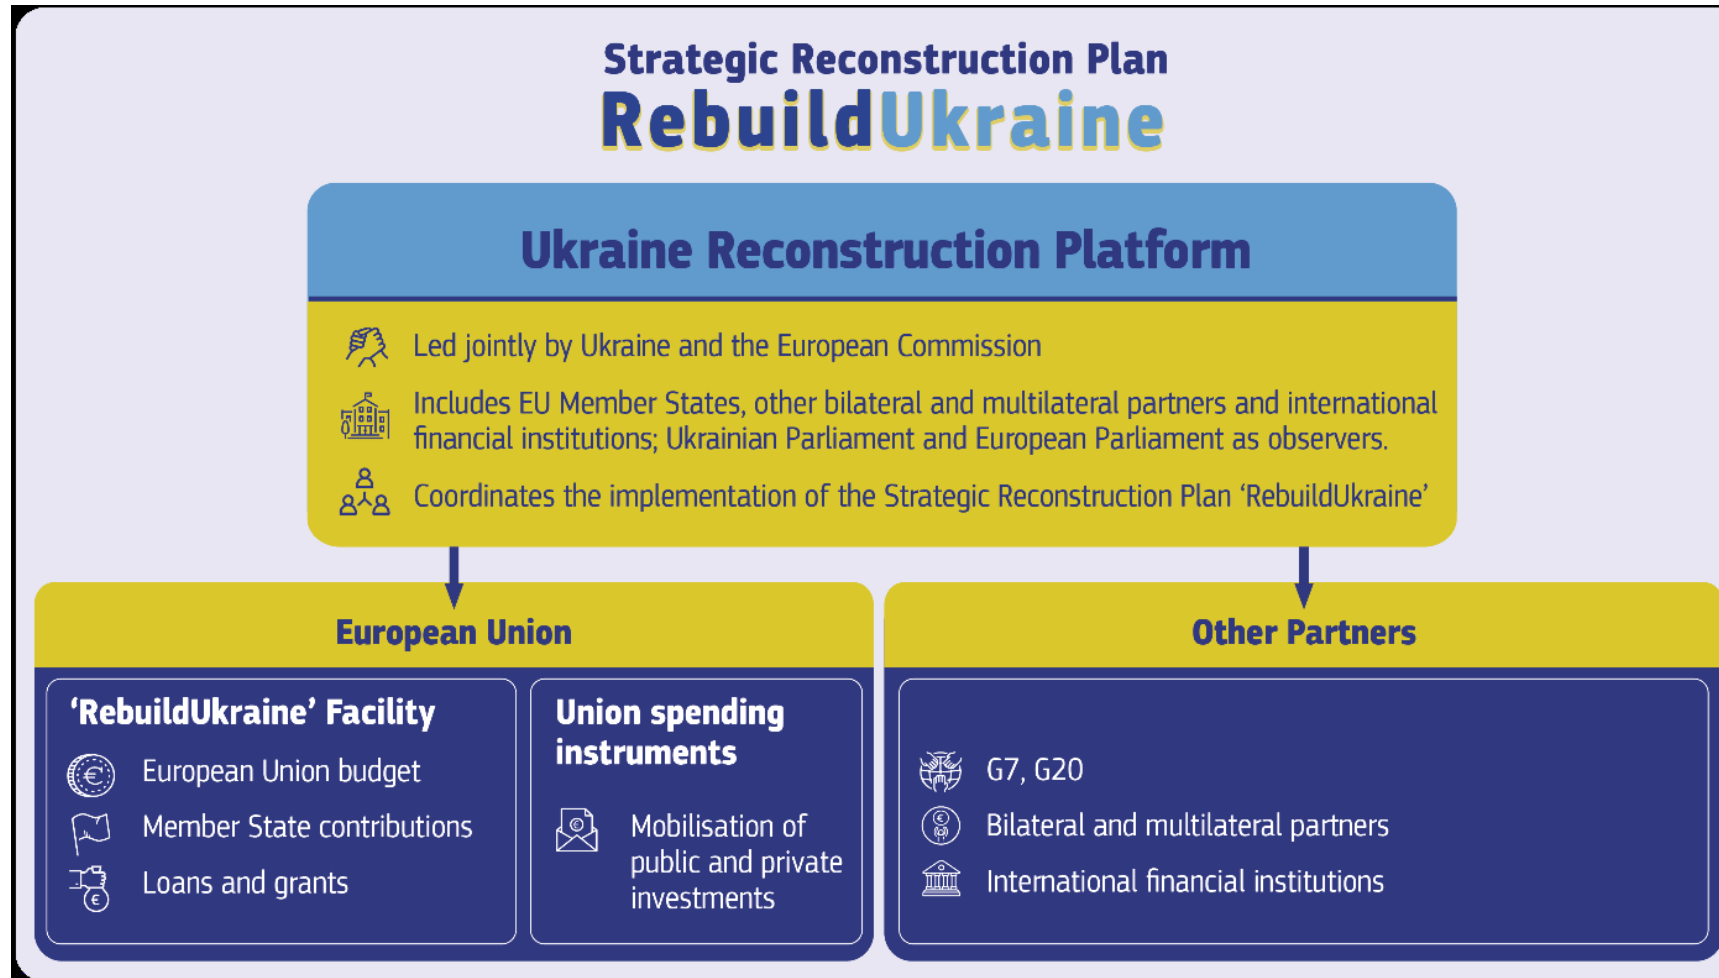 Strategic Reconstruction Plan
RebuildUkraine
Ukraine Reconstruction Platform
Led jointly by Ukraine and the European Commission
Includes EU Member States, other bilateral and multilateral partners and international
financial institutions; Ukrainian Parliament and European Parliament as observers.
Coordinates the implementation of the Strategic Reconstruction Plan ‘RebuildUkraine’
European Union
‘RebuildUkraine’ Facility
European Union budget
Member State contributions
Loans and grants
Union spending
instruments
Mobilisation of
public and private
investments
Other Partners
G7, G20
Bilateral and multilateral partners
International financial institutions